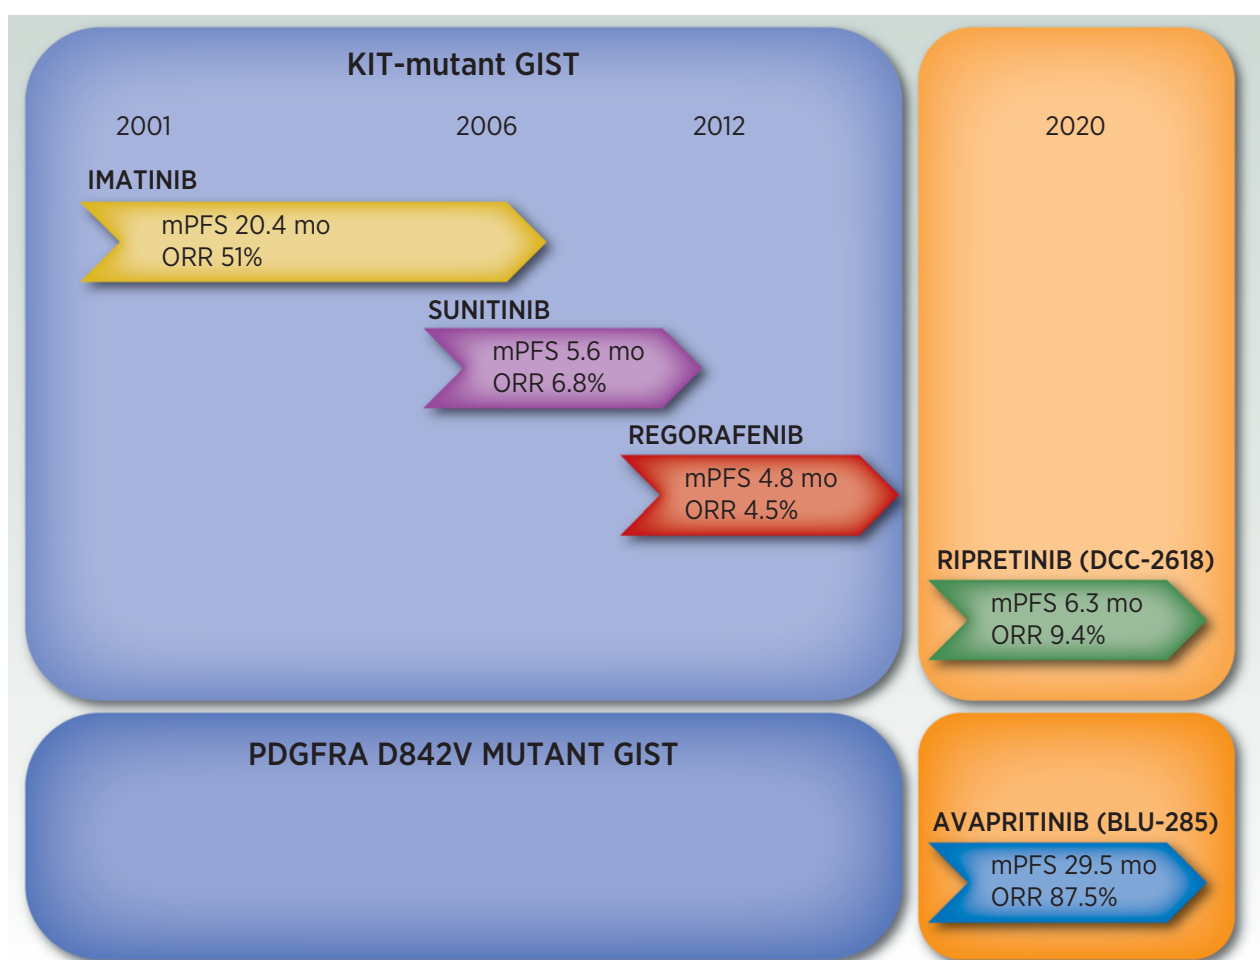 KIT-mutant GIST
2001
2006
2012
2020
IMATINIB
mPFS 20.4 mo
ORR 51%
SUNITINIB
mPFS 5.6 mo
ORR 6.8%
REGORAFENIB
mPFS 4.8 mo
ORR 4.5%
RIPRETINIB (DCC-2618)
mPFS 6.3 mo
ORR 9.4%
PDGFRA D842V MUTANT GIST
AVAPRITINIB (BLU-285)
mPFS 29.5 mo
ORR 87.5%